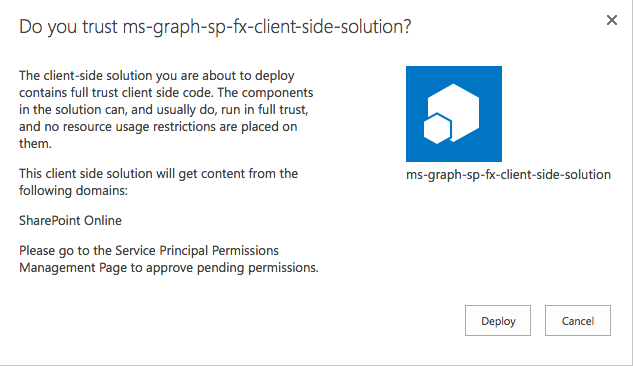 Do you trust ms-graph-sp-fx-client-side-solution?
The client-side solution you are about to deploy
contains full trust client side code. The components
in the solution can, and usually do, run in full trust,
and no resource usage restrictions are placed on
them.
This client side solution will get content from the
following domains:
SharePoint Online
Please go to the Service Principal Permissions
Management Page to approve pending permissions.
ms-graph-sp-fx-client-side-solution
Deploy
Cancel